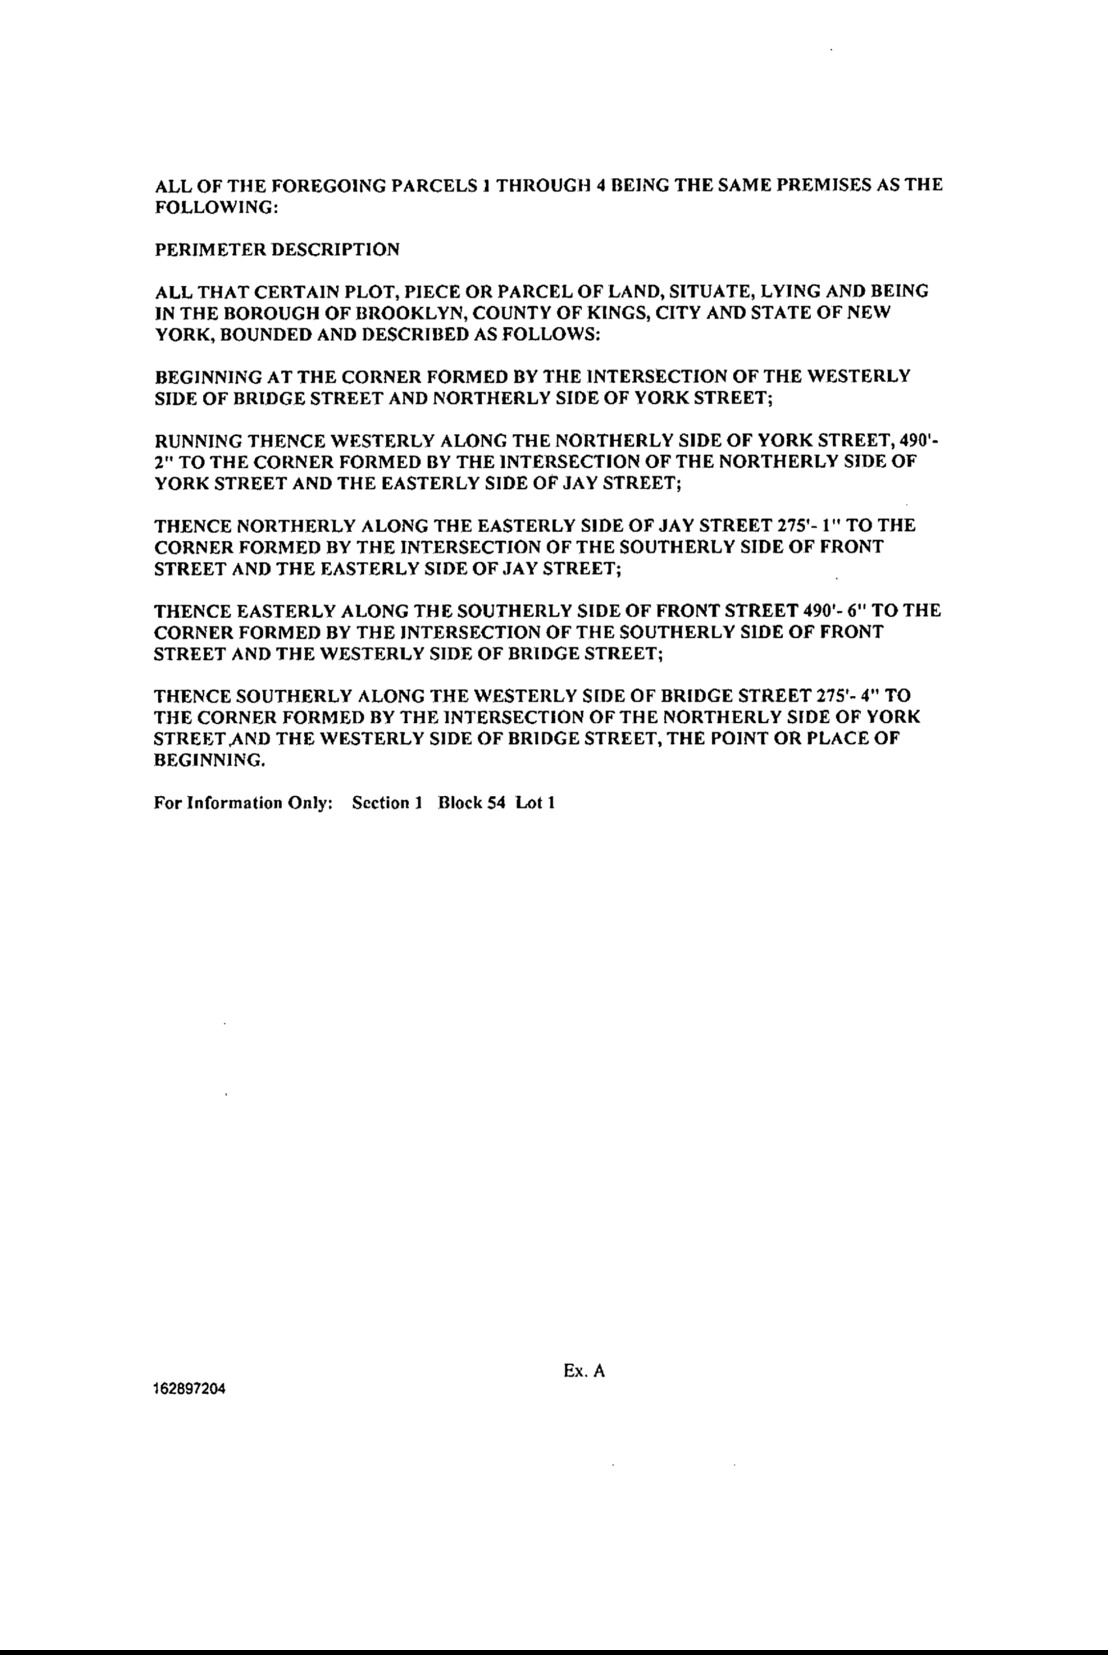 ALL OF THE FOREGOING PARCELS 1 THROUGH 4 BEING THE SAME PREMISES AS THE
FOLLOWING:
PERIMETER DESCRIPTION
ALL THAT CERTAIN PLOT, PIECE OR PARCEL OF LAND, SITUATE, LYING AND BEING
IN THE BOROUGH OF BROOKLYN, COUNTY OF KINGS, CITY AND STATE OF NEW
YORK, BOUNDED AND DESCRIBED AS FOLLOWS:
BEGINNING AT THE CORNER FORMED BY THE INTERSECTION OF THE WESTERLY
SIDE OF BRIDGE STREET AND NORTHERLY SIDE OF YORK STREET;
RUNNING THENCE WESTERLY ALONG THE NORTHERLY SIDE OF YORK STREET, 490'-
2" TO THE CORNER FORMED BY THE INTERSECTION OF THE NORTHERLY SIDE OF
YORK STREET AND THE EASTERLY SIDE OF JAY STREET;
THENCE NORTHERLY ALONG THE EASTERLY SIDE OF JAY STREET 275'- 1" TO THE
CORNER FORMED BY THE INTERSECTION OF THE SOUTHERLY SIDE OF FRONT
STREET AND THE EASTERLY SIDE OF JAY STREET;
THENCE EASTERLY ALONG THE SOUTHERLY SIDE OF FRONT STREET 490'- 6" TO THE
CORNER FORMED BY THE INTERSECTION OF THE SOUTHERLY SIDE OF FRONT
STREET AND THE WESTERLY SIDE OF BRIDGE STREET;
THENCE SOUTHERLY ALONG THE WESTERLY SIDE OF BRIDGE STREET 275'- 4" TO
THE CORNER FORMED BY THE INTERSECTION OF THE NORTHERLY SIDE OF YORK
STREET,AND THE WESTERLY SIDE OF BRIDGE STREET, THE POINT OR PLACE OF
BEGINNING.
For Information Only: Section 1 Block 54 Lot 1
Ex. A
162897204